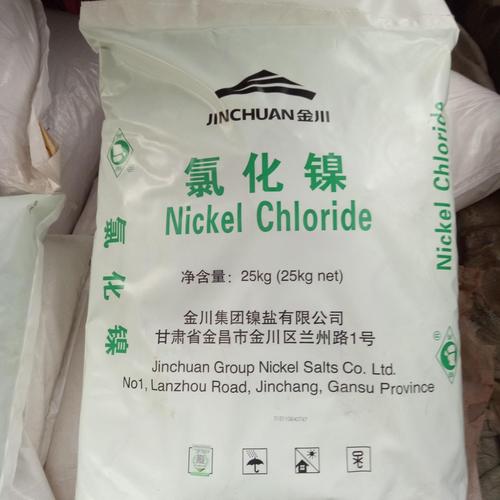 JINCHUAN金川
氯化镍
Nickel Chloride
净含量：25kg (25kg net)
金川集团镍盐有限公司
甘肃省金昌市金川区兰州路1号
Jinchuan Group Nickel Salts Co. Ltd.
No1, Lanzhou Road, Jinchang, Gansu Province
氯化镍
Nickel Chloride